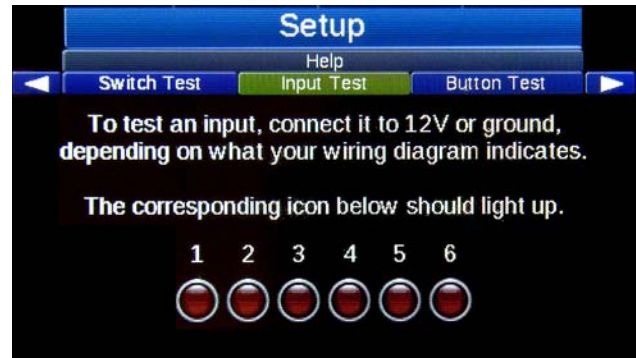 Setup
Help
Switch Test Input Test Button Test
To test an input, connect it to 12V or ground,
depending on what your wiring diagram indicates.
The corresponding icon below should light up.
1 2 3 4 5 6